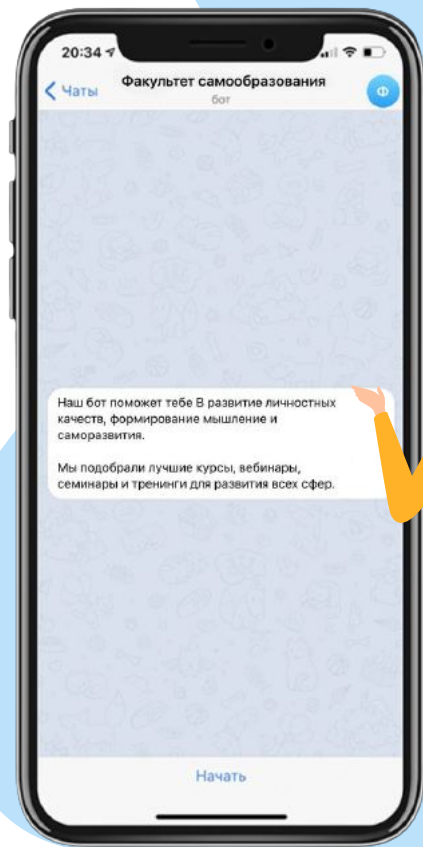 20:34
Чаты
Факультет самообразования
бот
Ф
Наш бот поможет тебе В развитие личностных
качеств, формирование мышление и
саморазвития.
Мы подобрали лучшие курсы, вебинары,
семинары и тренинги для развития всех сфер.
Начать